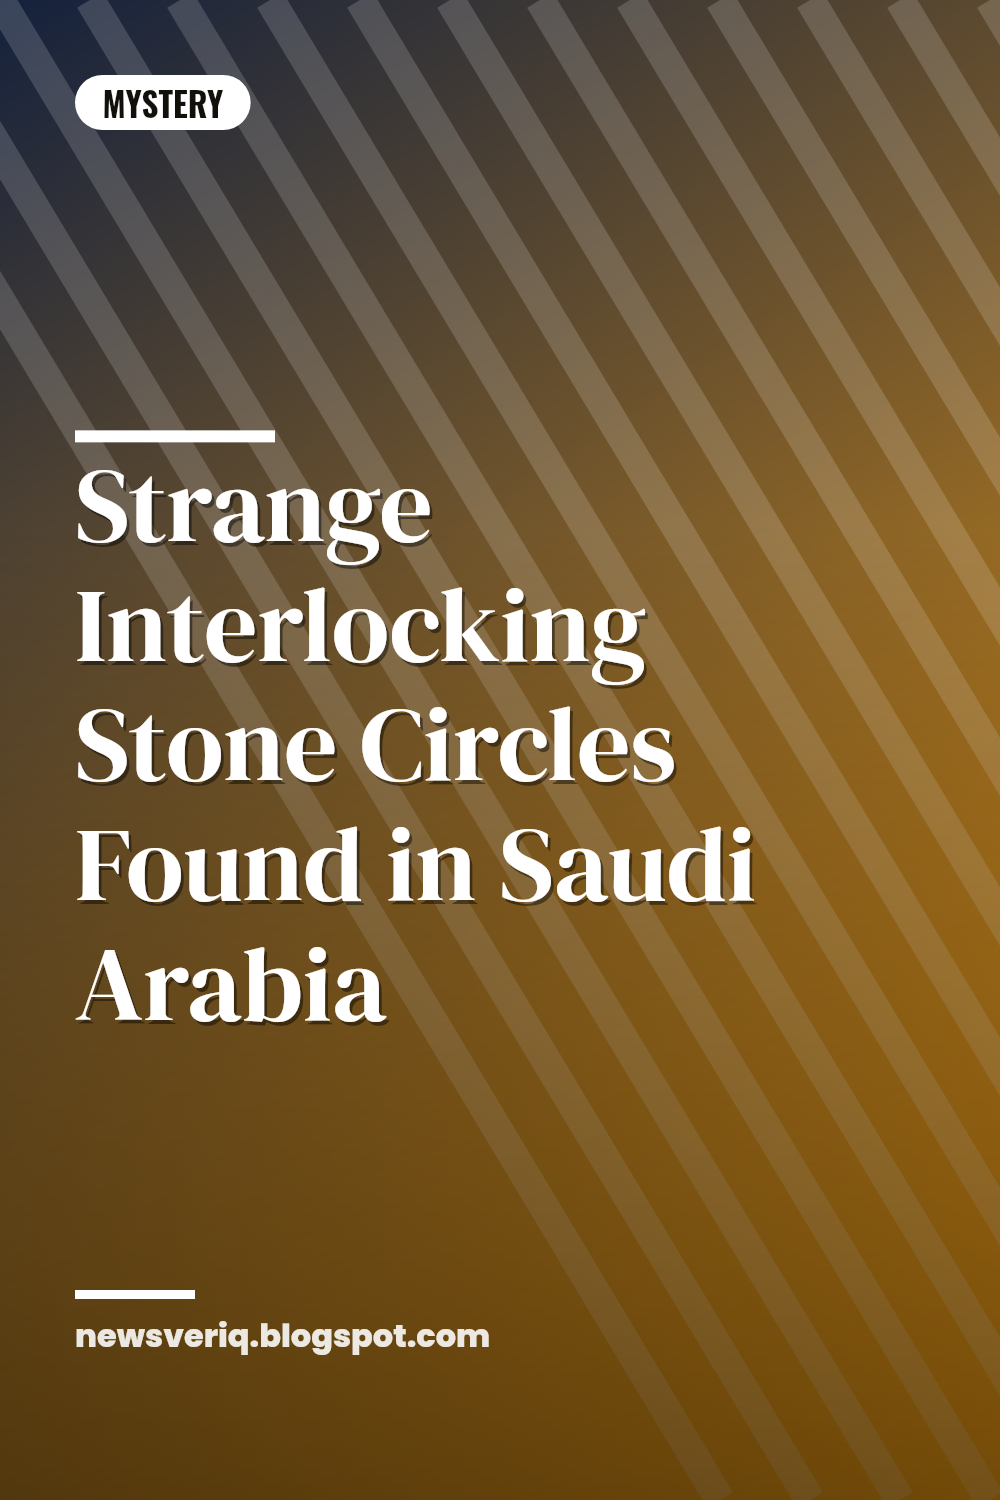 MYSTERY
Strange
Interlocking
Stone Circles
Found in Saudi
Arabia
newsveriq.blogspot.com